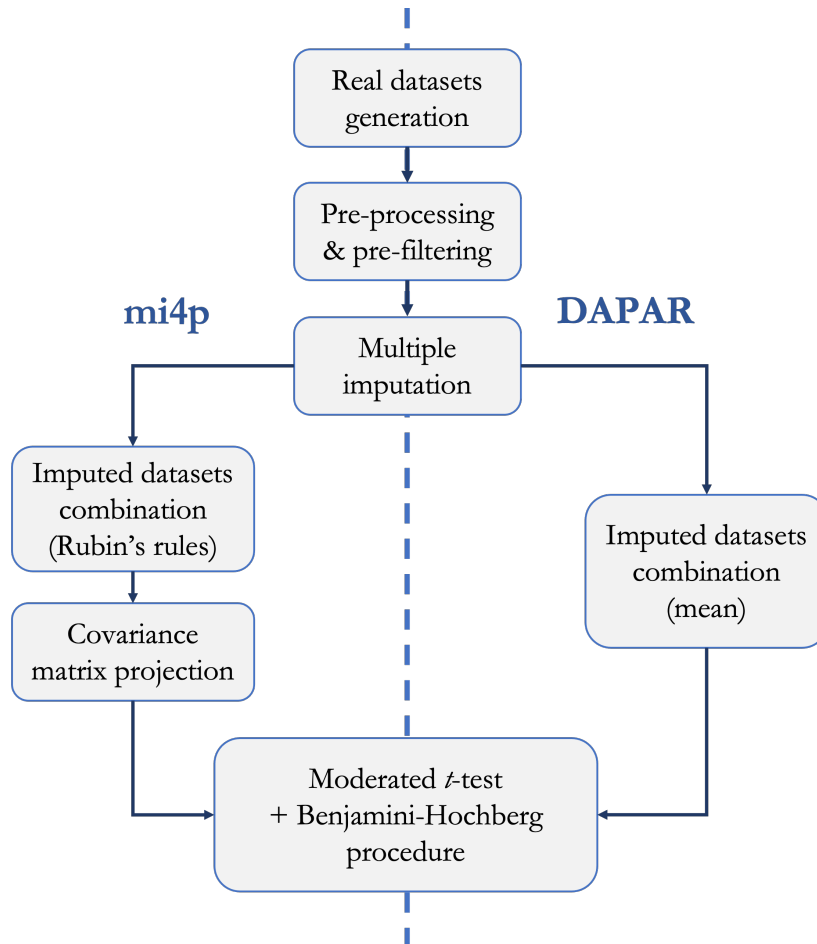 Real datasets
generation
Pre-processing
& pre-filtering
mi4p
DAPAR
Multiple
imputation
Imputed datasets
combination
(Rubin’s rules)
Imputed datasets
combination
(mean)
Covariance
matrix projection
Moderated t-test
+ Benjamini-Hochberg
procedure